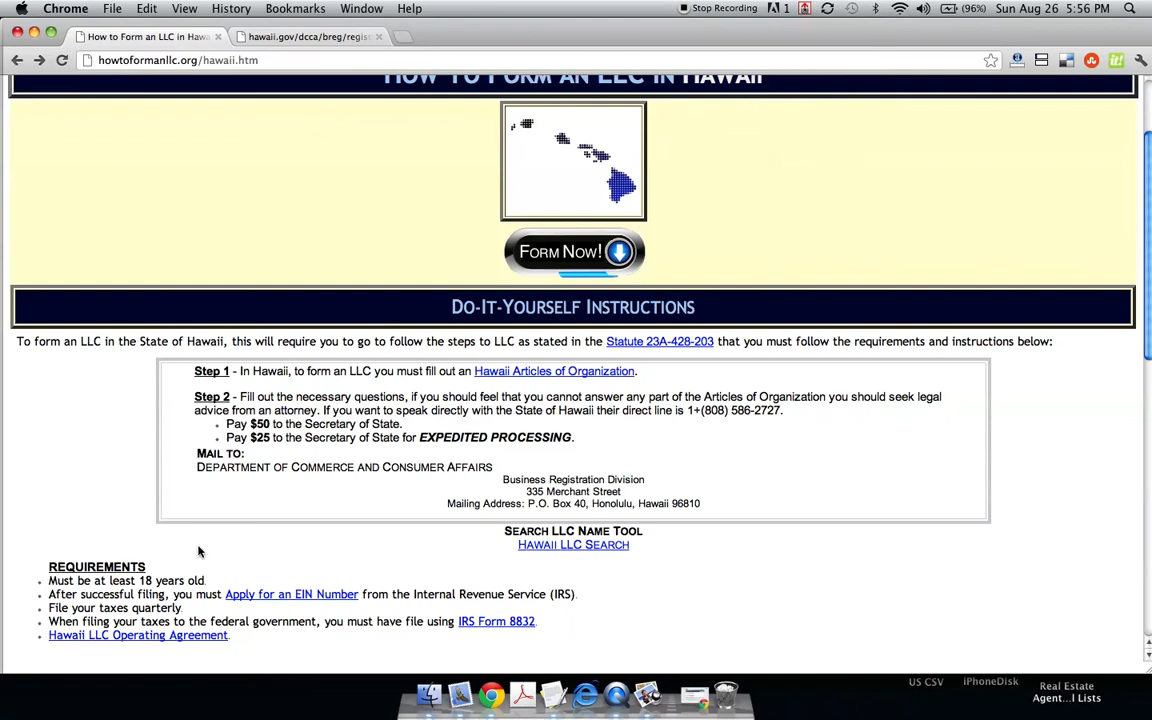 Chrome File Edit View History Bookmarks Window Help Stop Recording 1 (96%) Sun Aug 26 5:56 PM
How to Form an LLC in Hawa × hawaii.gov/dcca/breg/regis ×
howtoformanllc.org/hawaii.htm
HOW TO FORM AN LLC IN HAWAII
FORM NOW!
DO-IT-YOURSELF INSTRUCTIONS
To form an LLC in the State of Hawaii, this will require you to go to follow the steps to LLC as stated in the Statute 23A-428-203 that you must follow the requirements and instructions below:
Step 1 - In Hawaii, to form an LLC you must fill out an Hawaii Articles of Organization.
Step 2 - Fill out the necessary questions, if you should feel that you cannot answer any part of the Articles of Organization you should seek legal
advice from an attorney. If you want to speak directly with the State of Hawaii their direct line is 1+(808) 586-2727.
• Pay $50 to the Secretary of State.
• Pay $25 to the Secretary of State for EXPEDITED PROCESSING.
MAIL TO:
DEPARTMENT OF COMMERCE AND CONSUMER AFFAIRS
Business Registration Division
335 Merchant Street
Mailing Address: P.O. Box 40, Honolulu, Hawaii 96810
SEARCH LLC NAME TOOL
HAWAII LLC SEARCH
REQUIREMENTS
• Must be at least 18 years old.
• After successful filing, you must Apply for an EIN Number from the Internal Revenue Service (IRS).
• File your taxes quarterly.
• When filing your taxes to the federal government, you must have file using IRS Form 8832.
• Hawaii LLC Operating Agreement.
US CSV iPhoneDisk Real Estate
Agent...l Lists